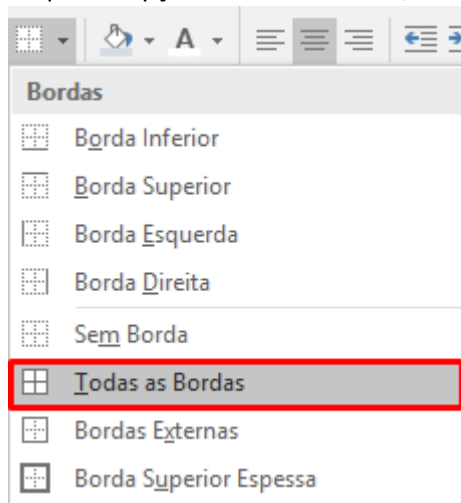 A
Bordas
Borda Inferior
Borda Superior
Borda Esquerda
Borda Direita
Sem Borda
Todas as Bordas
Bordas Externas
Borda Superior Espessa